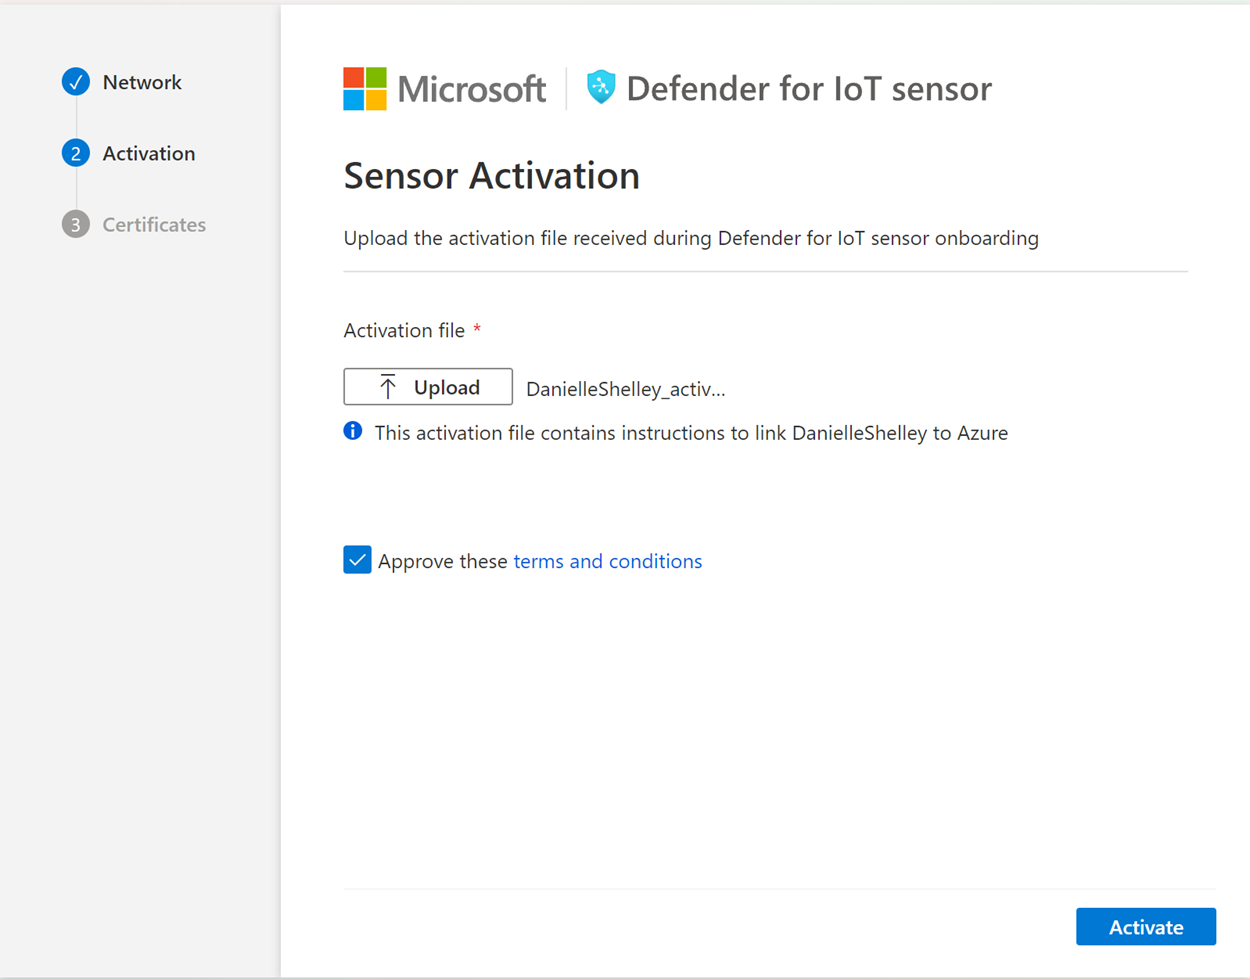 Network
2 Activation
3 Certificates
Microsoft Defender for IoT sensor
Sensor Activation
Upload the activation file received during Defender for IoT sensor onboarding
Activation file *
Upload DanielleShelley_activ...
This activation file contains instructions to link DanielleShelley to Azure
Approve these terms and conditions
Activate